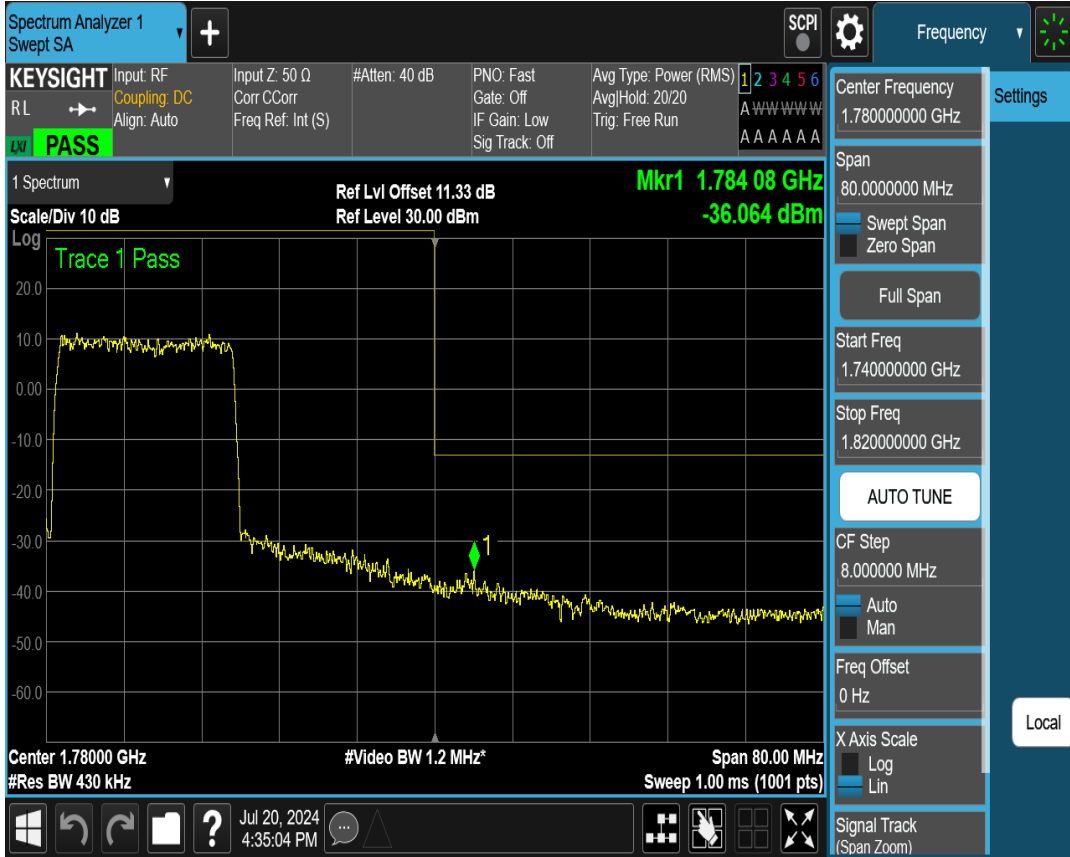 Spectrum Analyzer 1
Swept SA
+
SCPI
Frequency
KEYSIGHT
R L
LXI
PASS
Input: RF
Coupling: DC
Align: Auto
Input Z: 50 Ω
Corr CCorr
Freq Ref: Int (S)
#Atten: 40 dB
PNO: Fast
Gate: Off
IF Gain: Low
Sig Track: Off
Avg Type: Power (RMS)
Avg|Hold: 20/20
Trig: Free Run
1 2 3 4 5 6
A W W W W W
A A A A A A
1 Spectrum
Scale/Div 10 dB
Ref Lvl Offset 11.33 dB
Ref Level 30.00 dBm
Mkr1 1.784 08 GHz
-36.064 dBm
Log
Trace 1 Pass
20.0
10.0
0.00
-10.0
-20.0
-30.0
-40.0
-50.0
-60.0
1
Center 1.78000 GHz
#Res BW 430 kHz
#Video BW 1.2 MHz*
Span 80.00 MHz
Sweep 1.00 ms (1001 pts)
?
Jul 20, 2024
4:35:04 PM
Center Frequency
1.780000000 GHz
Span
80.0000000 MHz
Swept Span
Zero Span
Full Span
Start Freq
1.740000000 GHz
Stop Freq
1.820000000 GHz
AUTO TUNE
CF Step
8.000000 MHz
Auto
Man
Freq Offset
0 Hz
X Axis Scale
Log
Lin
Signal Track
(Span Zoom)
Settings
Local